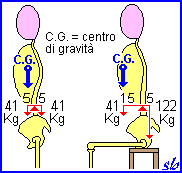 C.G. = centro
di gravità
C.G.
C.G.
5 5
5 5
41
Kg
41
Kg
41
Kg
122
Kg
sb